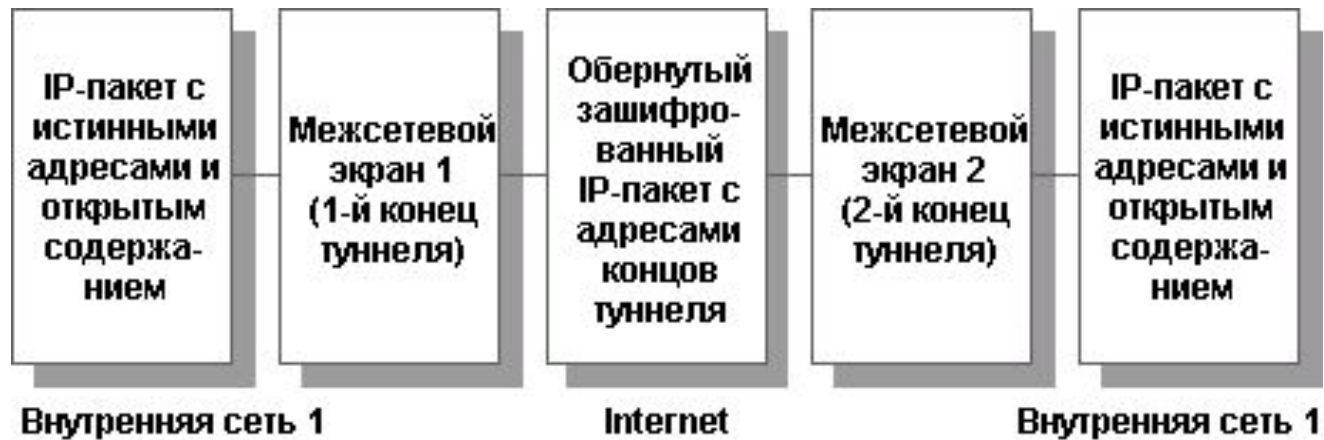 IP-пакет с
истинными
адресами и
открытым
содержа-
нием
Межсетевой
экран 1
(1-й конец
туннеля)
Обернутый
зашифро-
ванный
IP-пакет с
адресами
концов
туннеля
Межсетевой
экран 2
(2-й конец
туннеля)
IP-пакет с
истинными
адресами и
открытым
содержа-
нием
Внутренняя сеть 1
Internet
Внутренняя сеть 1